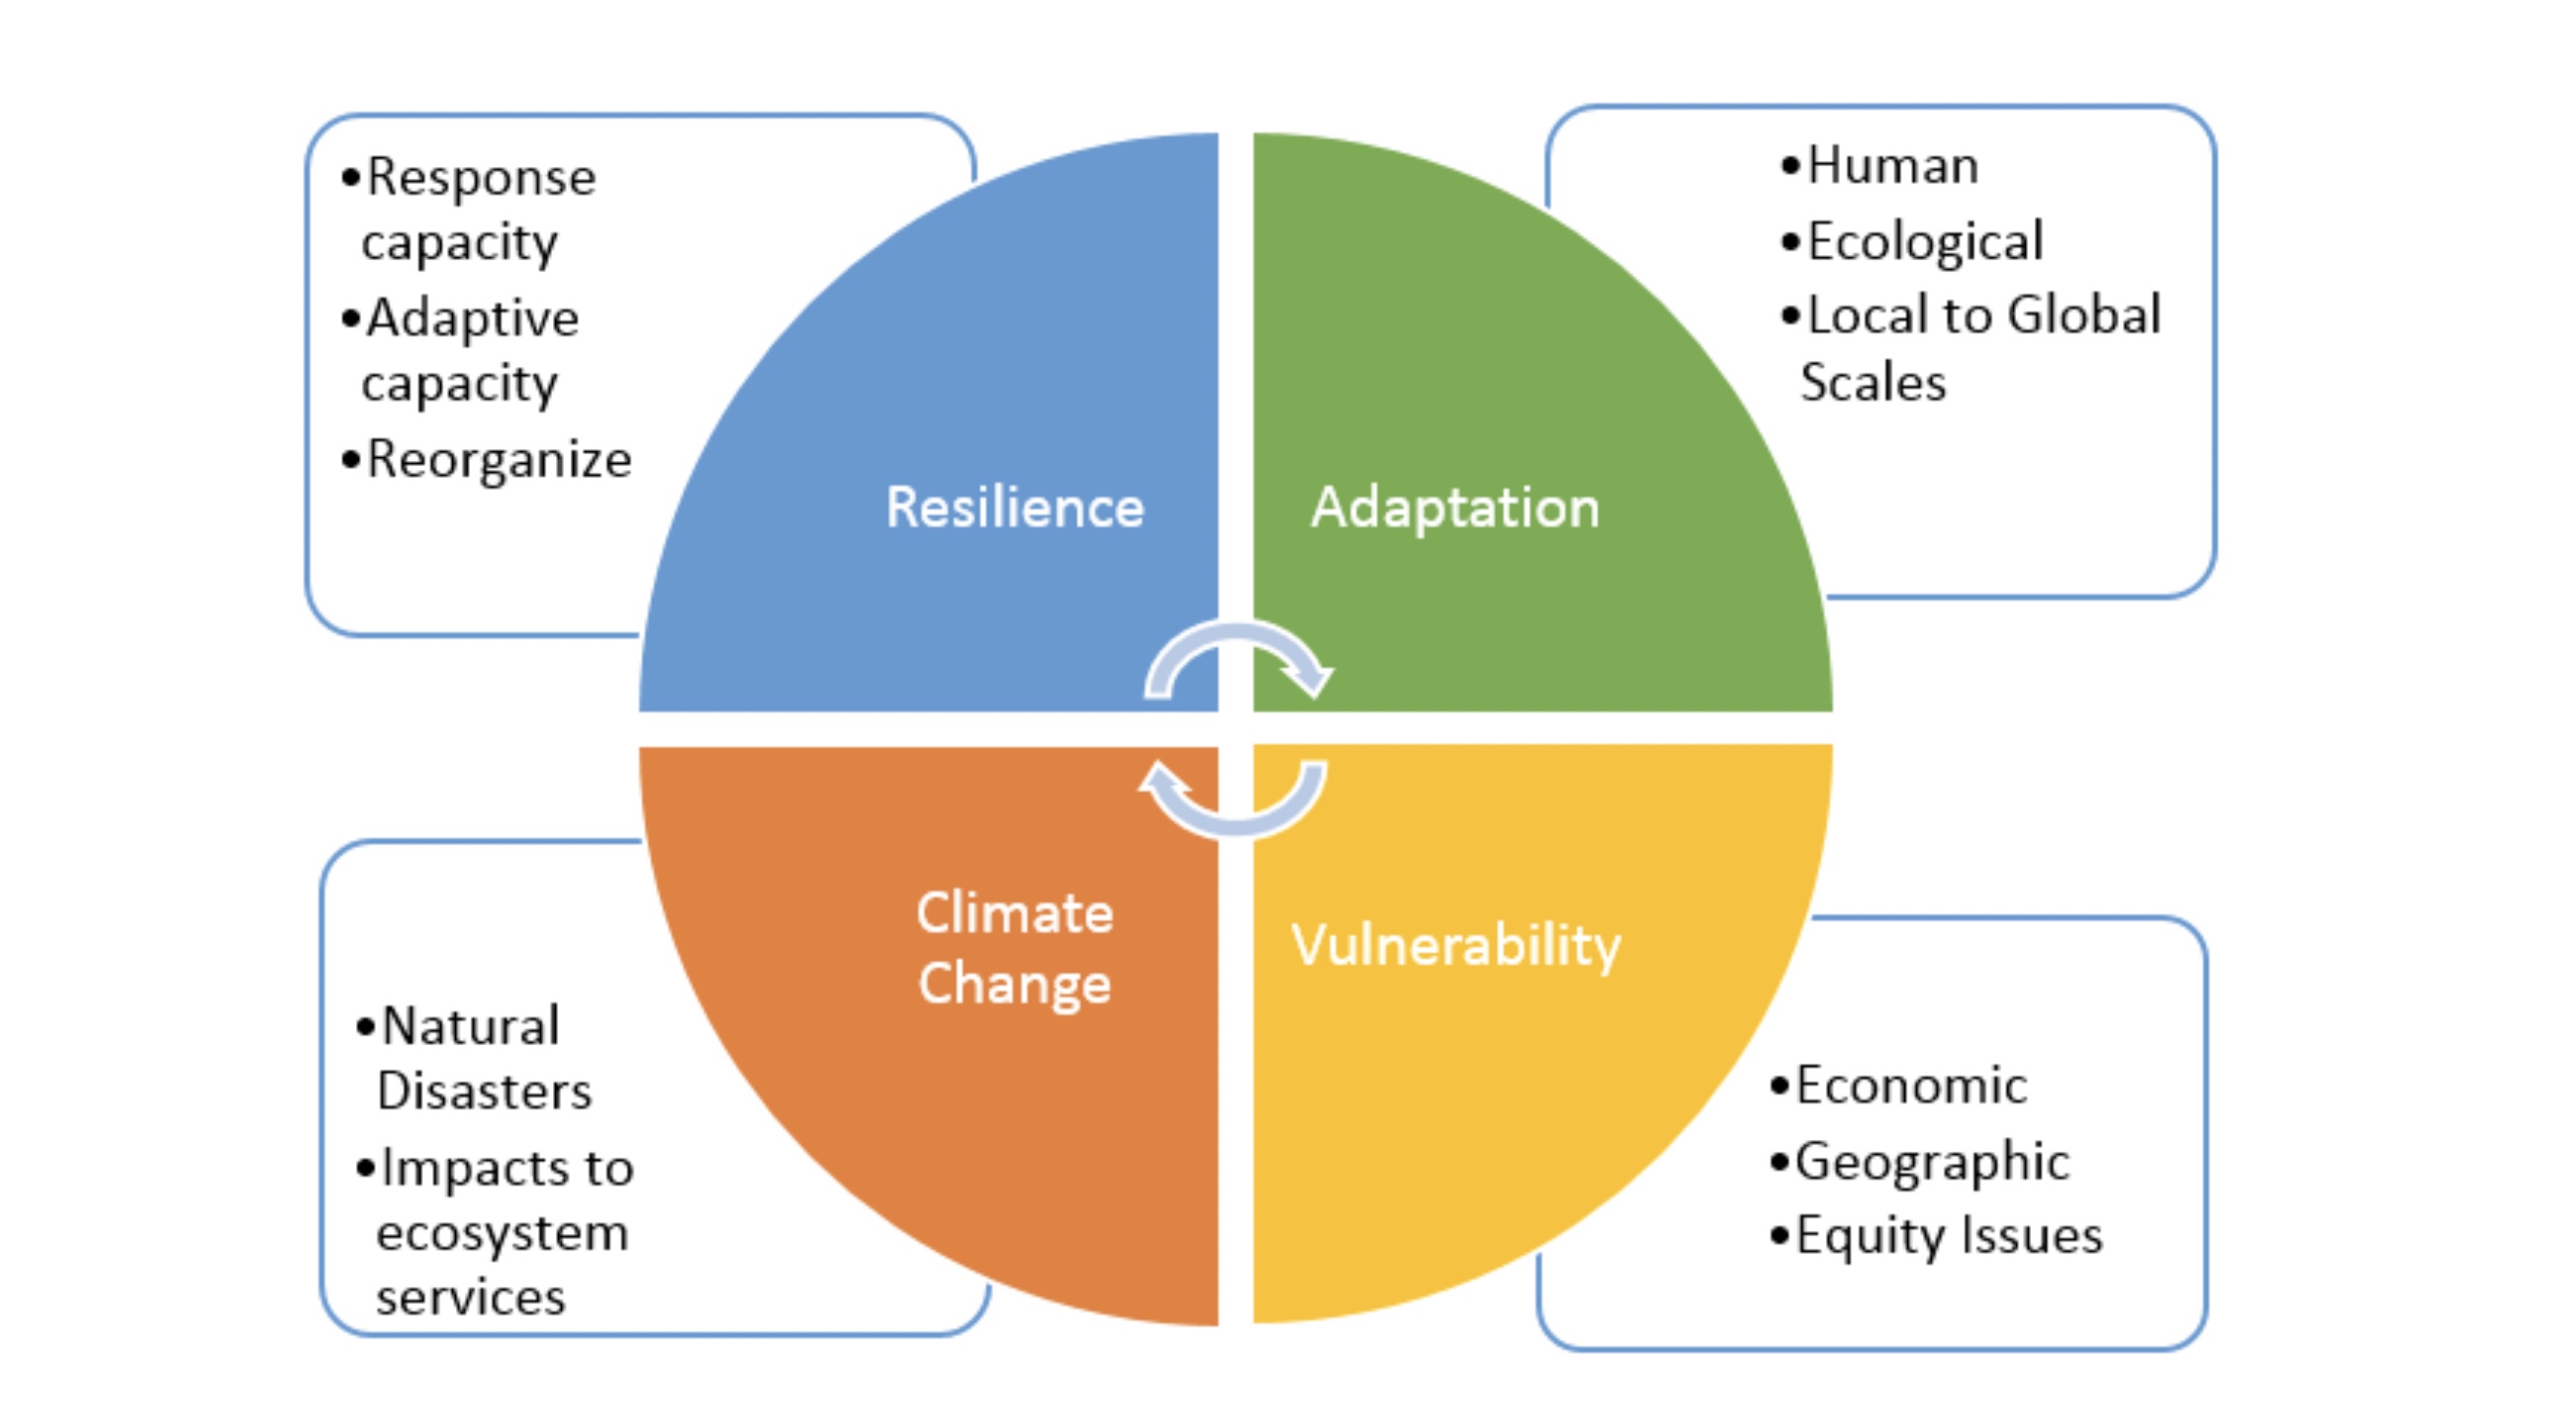 •Response
capacity
•Adaptive
capacity
•Reorganize
Resilience
•Human
•Ecological
•Local to Global
Scales
Adaptation
•Natural
Disasters
•Impacts to
ecosystem
services
Climate
Change
•Economic
•Geographic
•Equity Issues
Vulnerability